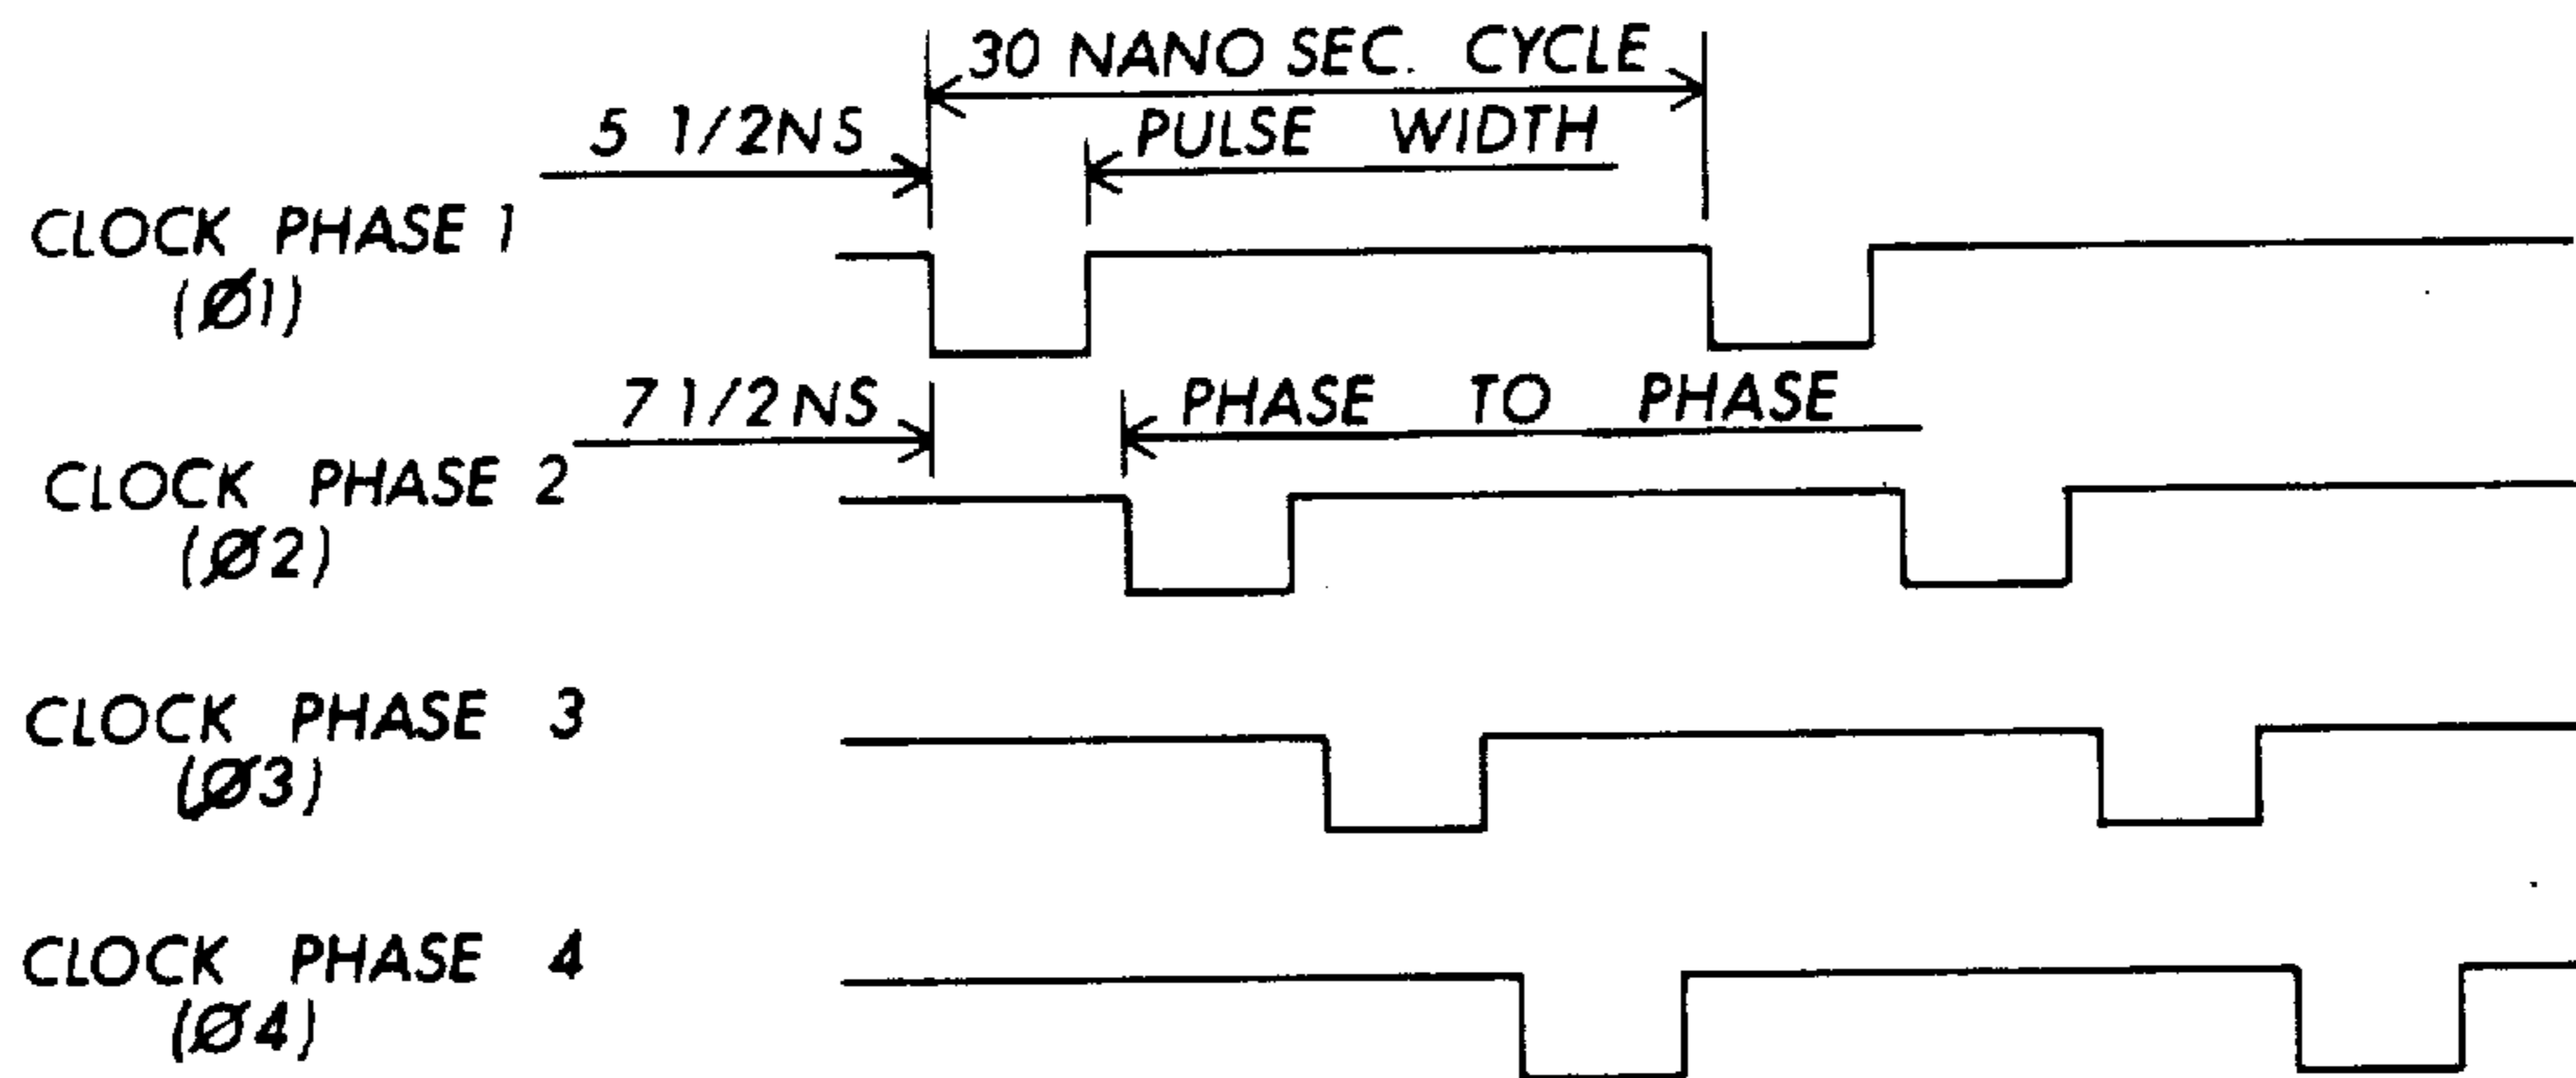 30 NANO SEC. CYCLE
5 1/2NS PULSE WIDTH
CLOCK PHASE 1
(Ø1)
7 1/2NS PHASE TO PHASE
CLOCK PHASE 2
(Ø2)
CLOCK PHASE 3
(Ø3)
CLOCK PHASE 4
(Ø4)